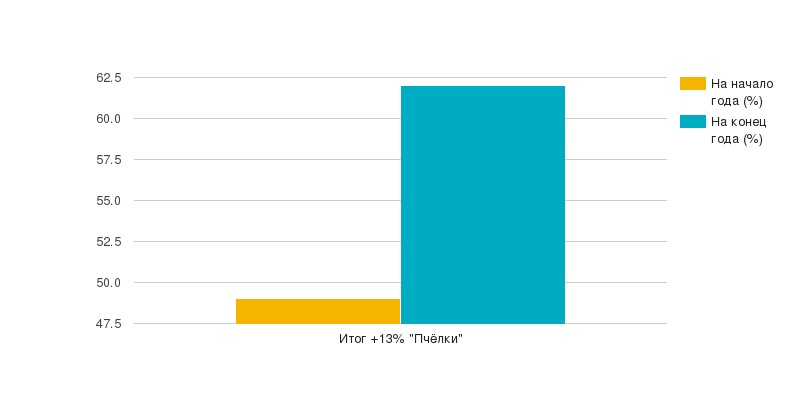 62.5
60.0
57.5
55.0
52.5
50.0
47.5
Итог +13% "Пчёлки"
На начало
года (%)
На конец
года (%)